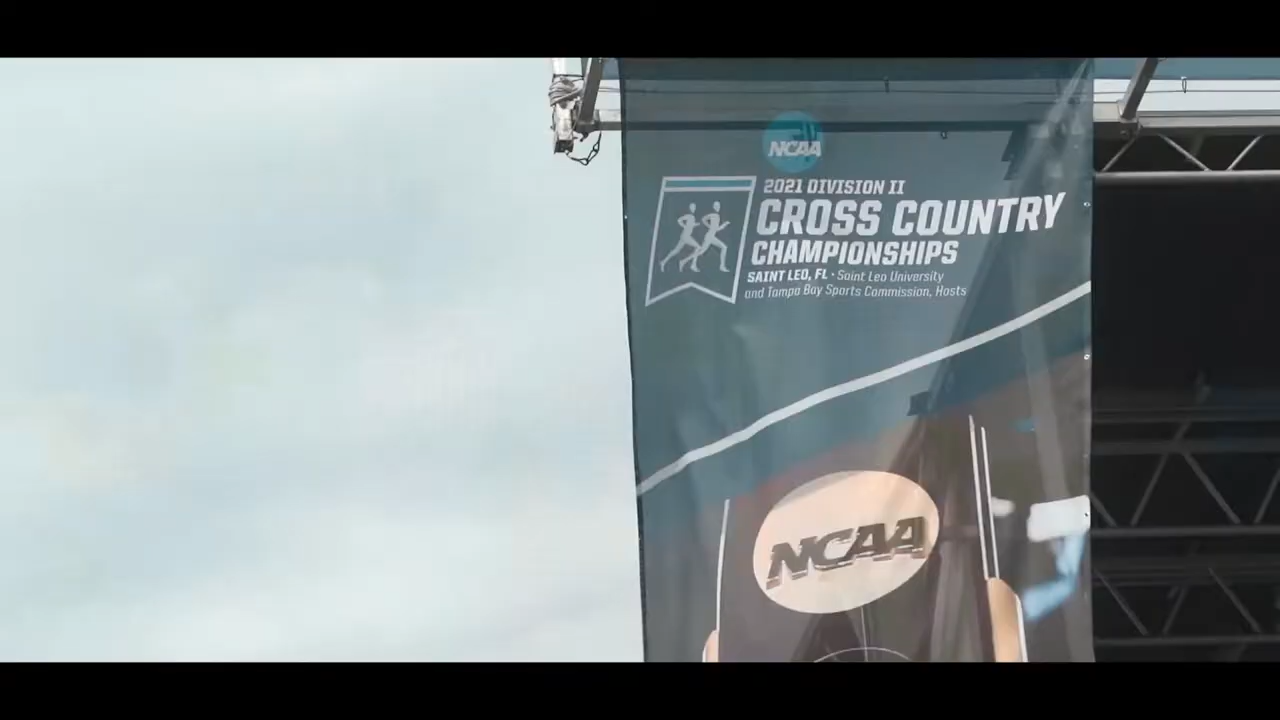 NCAA
2021 DIVISION II
CROSS COUNTRY
CHAMPIONSHIPS
SAINT LEO, FL · Saint Leo University
and Tampa Bay Sports Commission, Hosts
NCAA